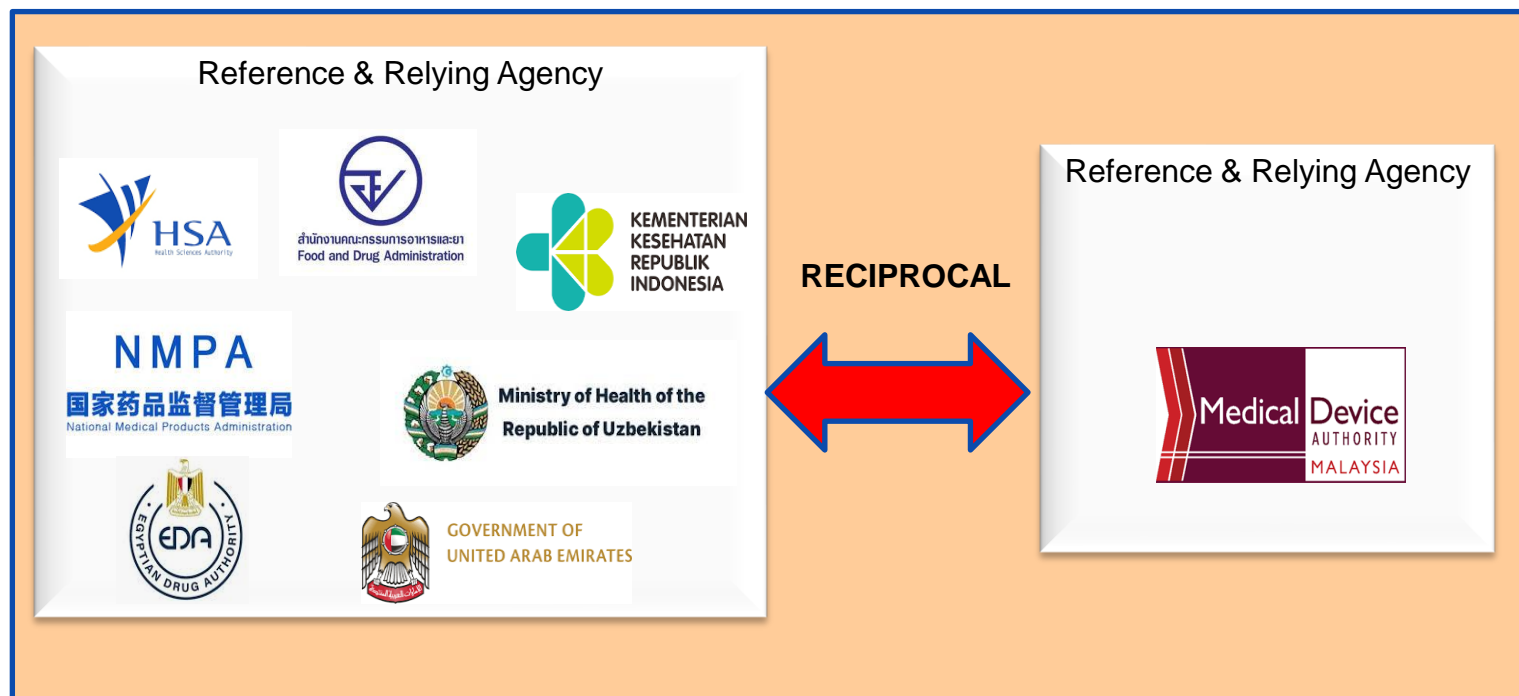 Reference & Relying Agency
HSA
Health Sciences Authority
สำนักงานคณะกรรมการอาหารและยา
Food and Drug Administration
KEMENTERIAN
KESEHATAN
REPUBLIK
INDONESIA
NMPA
国家药品监督管理局
National Medical Products Administration
Ministry of Health of the
Republic of Uzbekistan
EDA
EGYPTIAN DRUG AUTHORITY
GOVERNMENT OF
UNITED ARAB EMIRATES
RECIPROCAL
Reference & Relying Agency
Medical Device
AUTHORITY
MALAYSIA